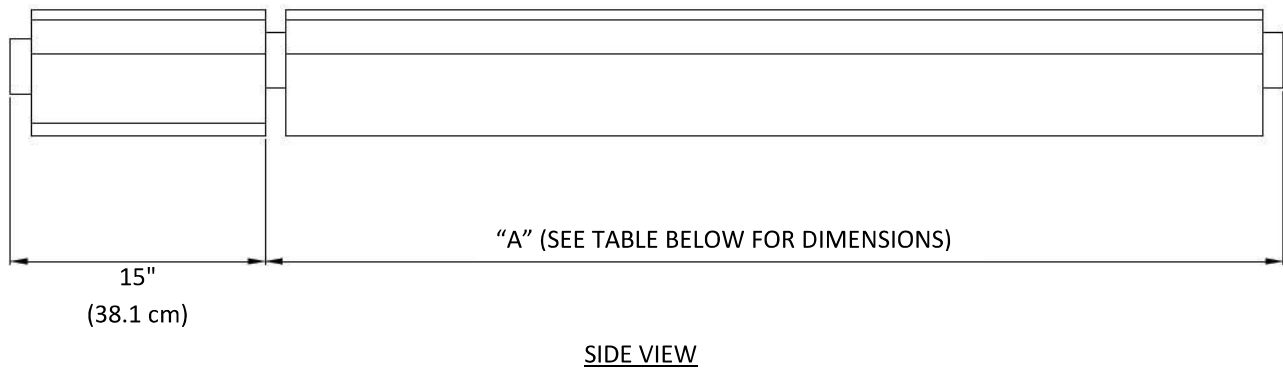 “A” (SEE TABLE BELOW FOR DIMENSIONS)
15"
(38.1 cm)
SIDE VIEW